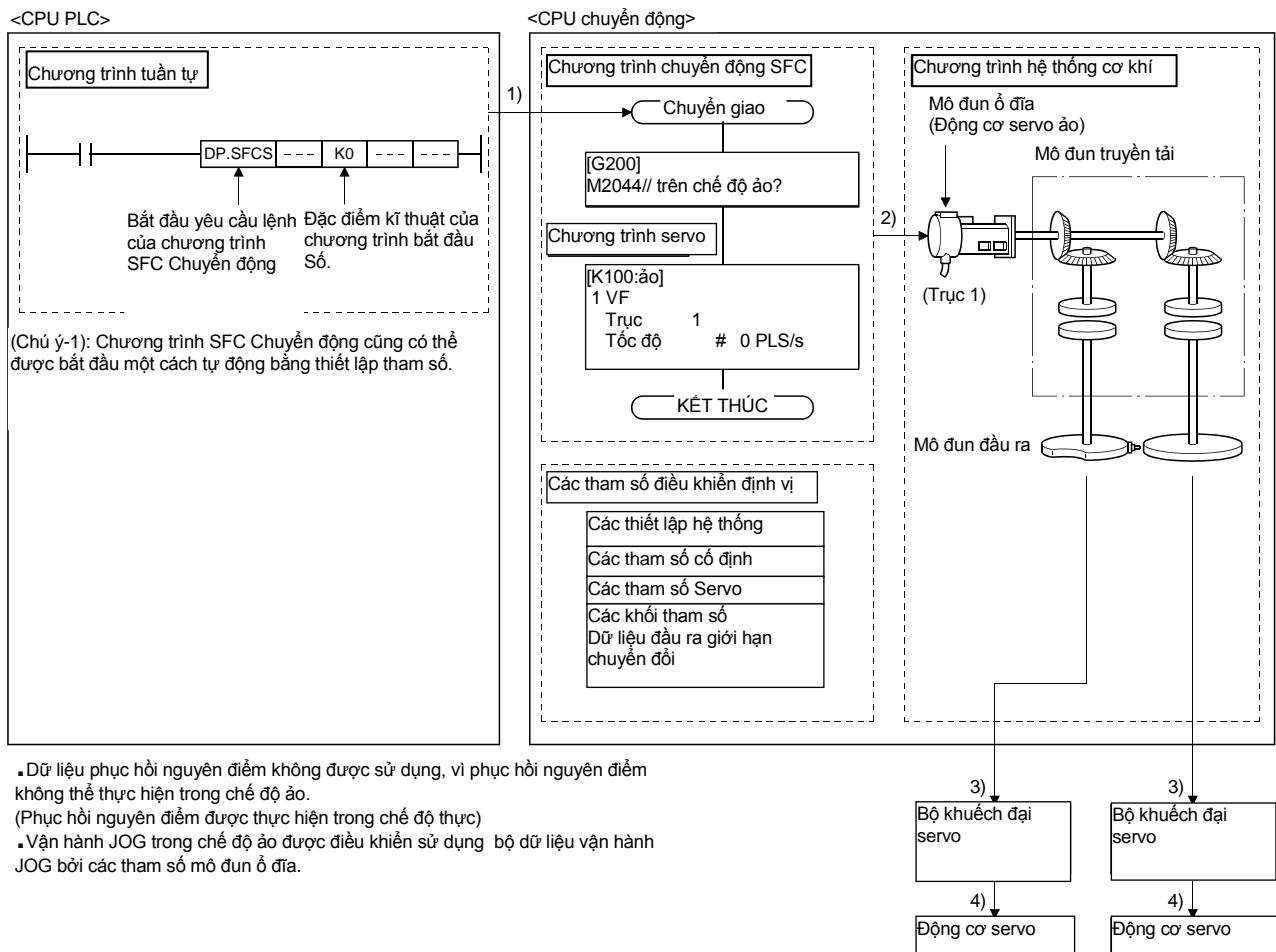 <CPU PLC>
<CPU chuyển động>
Chương trình tuần tự
DP.SFCS
K0
Bắt đầu yêu cầu lệnh
của chương trình
SFC Chuyển động
Đặc điểm kĩ thuật của
chương trình bắt đầu
Số.
(Chú ý-1): Chương trình SFC Chuyển động cũng có thể
được bắt đầu một cách tự động bằng thiết lập tham số.
1)
Chương trình chuyển động SFC
Chuyển giao
[G200]
M2044// trên chế độ ảo?
Chương trình servo
[K100:ảo]
1 VF
Trục 1
Tốc độ # 0 PLS/s
KẾT THÚC
Các tham số điều khiển định vị
Các thiết lập hệ thống
Các tham số cố định
Các tham số Servo
Các khối tham số
Dữ liệu đầu ra giới hạn
chuyển đổi
2)
Chương trình hệ thống cơ khí
Mô đun ổ đĩa
(Động cơ servo ảo)
Mô đun truyền tải
(Trục 1)
Mô đun đầu ra
3)
3)
Bộ khuếch đại
servo
Bộ khuếch đại
servo
4)
4)
Động cơ servo
Động cơ servo
▪Dữ liệu phục hồi nguyên điểm không được sử dụng, vì phục hồi nguyên điểm
không thể thực hiện trong chế độ ảo.
(Phục hồi nguyên điểm được thực hiện trong chế độ thực)
▪Vận hành JOG trong chế độ ảo được điều khiển sử dụng bộ dữ liệu vận hành
JOG bởi các tham số mô đun ổ đĩa.